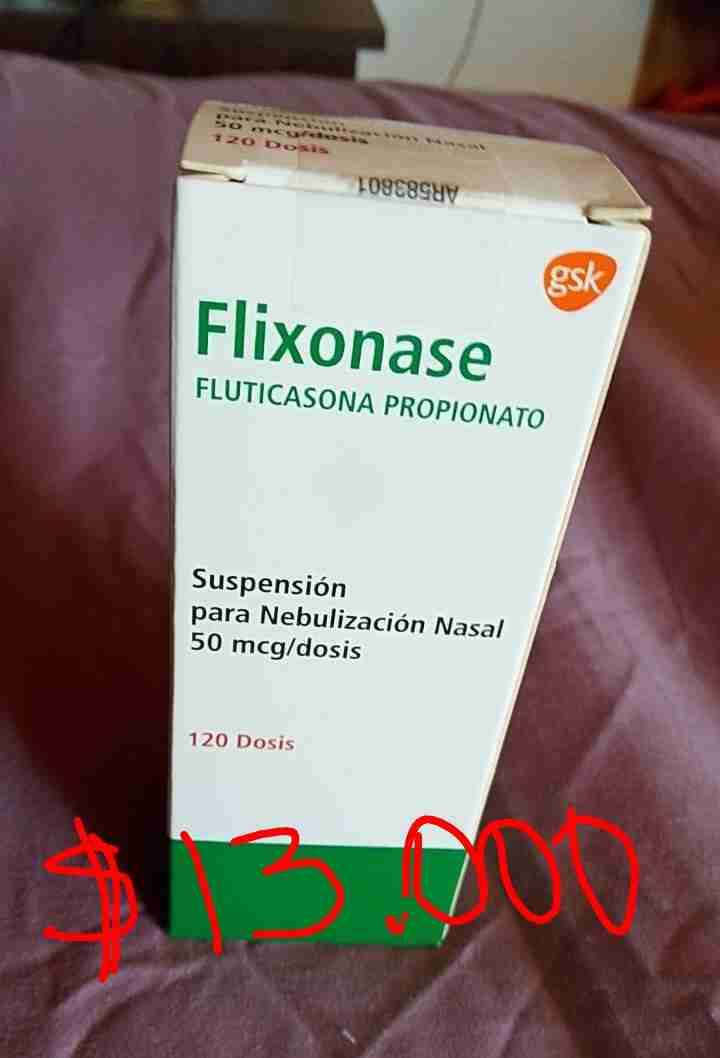 Suspensión
para Nebulización Nasal
50 mcg/dosis
120 Dosis
AR583801
gsk
Flixonase
FLUTICASONA PROPIONATO
Suspensión
para Nebulización Nasal
50 mcg/dosis
120 Dosis
$13.000